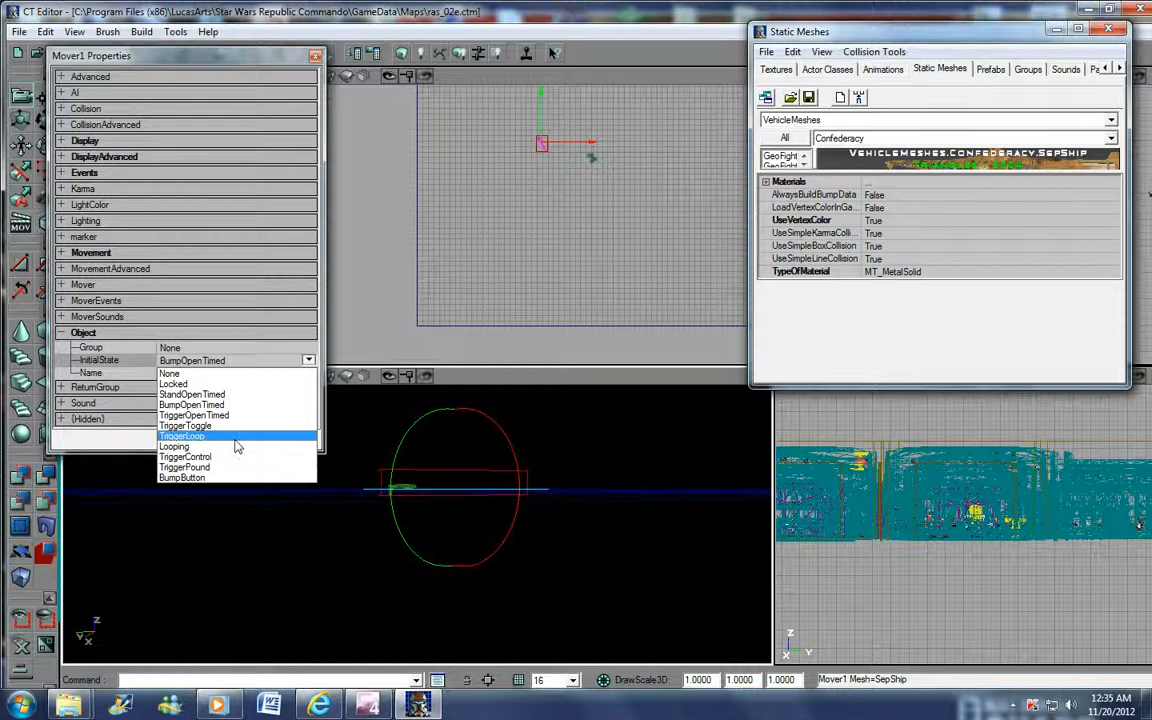 CT Editor - [C:\Program Files (x86)\LucasArts\Star Wars Republic Commando\GameData\Maps\ras_02e.ctm]
File Edit View Brush Build Tools Help
Mover1 Properties
Advanced
AI
Collision
CollisionAdvanced
Display
DisplayAdvanced
Events
Karma
LightColor
Lighting
marker
Movement
MovementAdvanced
Mover
MoverEvents
MoverSounds
Object
Group None
InitialState BumpOpenTimed
Name None
Locked
StandOpenTimed
ReturnGroup BumpOpenTimed
Sound TriggerOpenTimed
{Hidden} TriggerToggle
TriggerLoop
Looping
TriggerControl
TriggerPound
BumpButton
Static Meshes
File Edit View Collision Tools
Textures Actor Classes Animations Static Meshes Prefabs Groups Sounds
VehicleMeshes
All Confederacy
GeoFight
VEHICLEMESHES.CONFEDERACY.SEPSHIP
Materials ...
AlwaysBuildBumpData False
LoadVertexColorInGa... False
UseVertexColor True
UseSimpleKarmaColli... True
UseSimpleBoxCollision True
UseSimpleLineCollision True
TypeOfMaterial MT_MetalSolid
MOV
Z
Y
X
Z
Y
X
Command : 16 DrawScale3D: 1.0000 1.0000 1.0000 Mover1 Mesh=SepShip
12:35 AM
11/20/2012